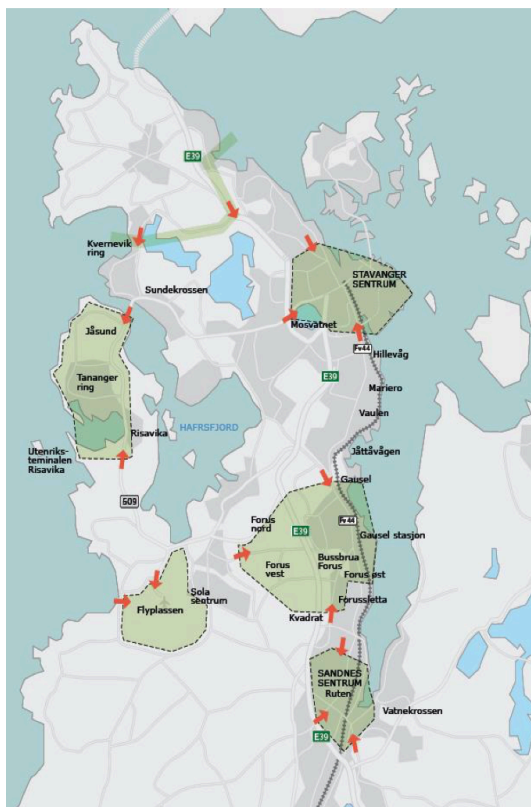 E39
Kvernevik
ring
STAVANGER
SENTRUM
Sundekrossen
Mosvatnet
Jåsund
Fv44
Hillevåg
E39
Tananger
ring
Mariero
Vaulen
HAFRSFJORD
Risavika
Utenriks-
teminalen
Risavika
Jåttåvågen
Gausel
509
Forus
nord
Fv44
E39
Gausel stasjon
Bussbrua
Forus
Forus
vest
Forus øst
Sola
sentrum
Flyplassen
Forussletta
Kvadrat
SANDNES
SENTRUM
Ruten
Vatnekrossen
E39